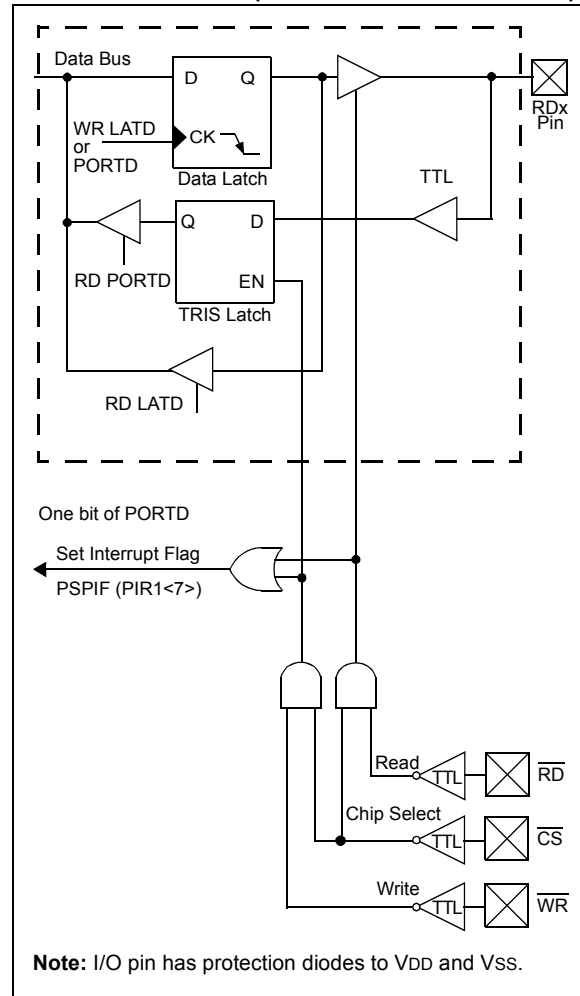 Data Bus
D Q
RDx
Pin
WR LATD
or
PORTD
CK
Data Latch
TTL
Q D
RD PORTD
EN
TRIS Latch
RD LATD
One bit of PORTD
Set Interrupt Flag
PSPIF (PIR1<7>)
Read
TTL
RD
Chip Select
TTL
CS
Write
TTL
WR
Note: I/O pin has protection diodes to VDD and VSS.